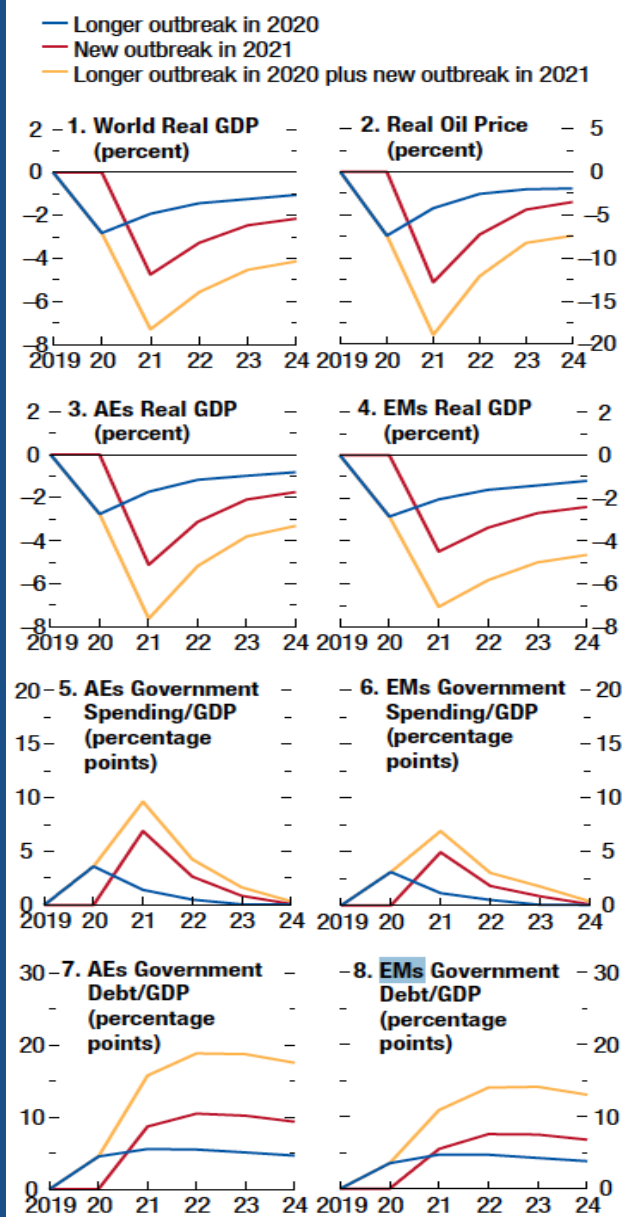 Longer outbreak in 2020
New outbreak in 2021
Longer outbreak in 2020 plus new outbreak in 2021
1. World Real GDP
(percent)
2
0
–2
–4
–6
–8
2019 20 21 22 23 24
2. Real Oil Price
(percent)
5
0
–5
–10
–15
–20
2019 20 21 22 23 24
3. AEs Real GDP
(percent)
2
0
–2
–4
–6
–8
2019 20 21 22 23 24
4. EMs Real GDP
(percent)
2
0
–2
–4
–6
–8
2019 20 21 22 23 24
5. AEs Government
Spending/GDP
(percentage
points)
20
15
10
5
0
2019 20 21 22 23 24
6. EMs Government
Spending/GDP
(percentage
points)
20
15
10
5
0
2019 20 21 22 23 24
7. AEs Government
Debt/GDP
(percentage
points)
30
20
10
0
2019 20 21 22 23 24
8. EMs Government
Debt/GDP
(percentage
points)
30
20
10
0
2019 20 21 22 23 24